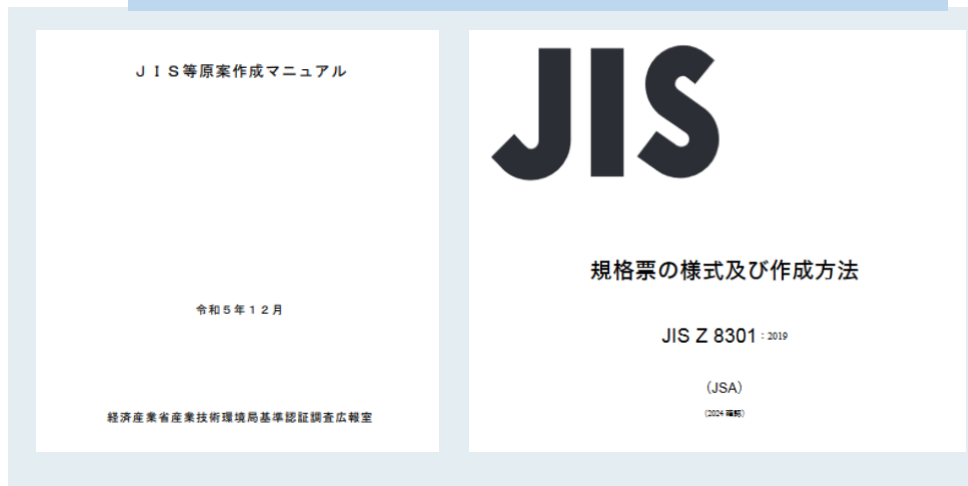 ＪＩＳ等原案作成マニュアル
令和５年１２月
経済産業省産業技術環境局基準認証調査広報室
JIS
規格票の様式及び作成方法
JIS Z 8301：2019
（JSA）
（2024 確認）